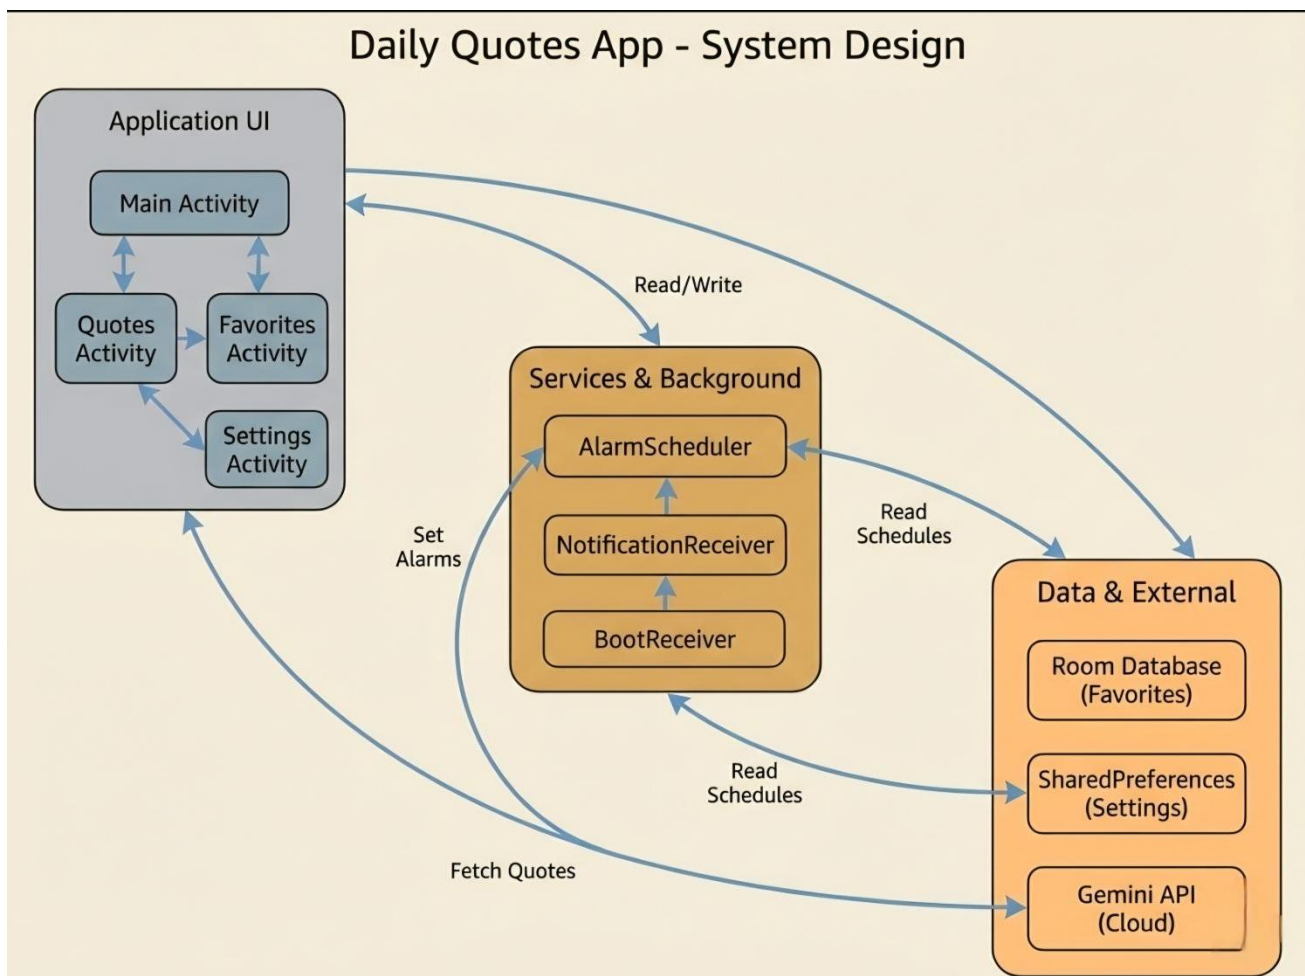 Daily Quotes App - System Design
Application UI
Main Activity
Quotes
Activity
Favorites
Activity
Settings
Activity
Read/Write
Services & Background
AlarmScheduler
NotificationReceiver
BootReceiver
Set
Alarms
Read
Schedules
Read
Schedules
Fetch Quotes
Data & External
Room Database
(Favorites)
SharedPreferences
(Settings)
Gemini API
(Cloud)